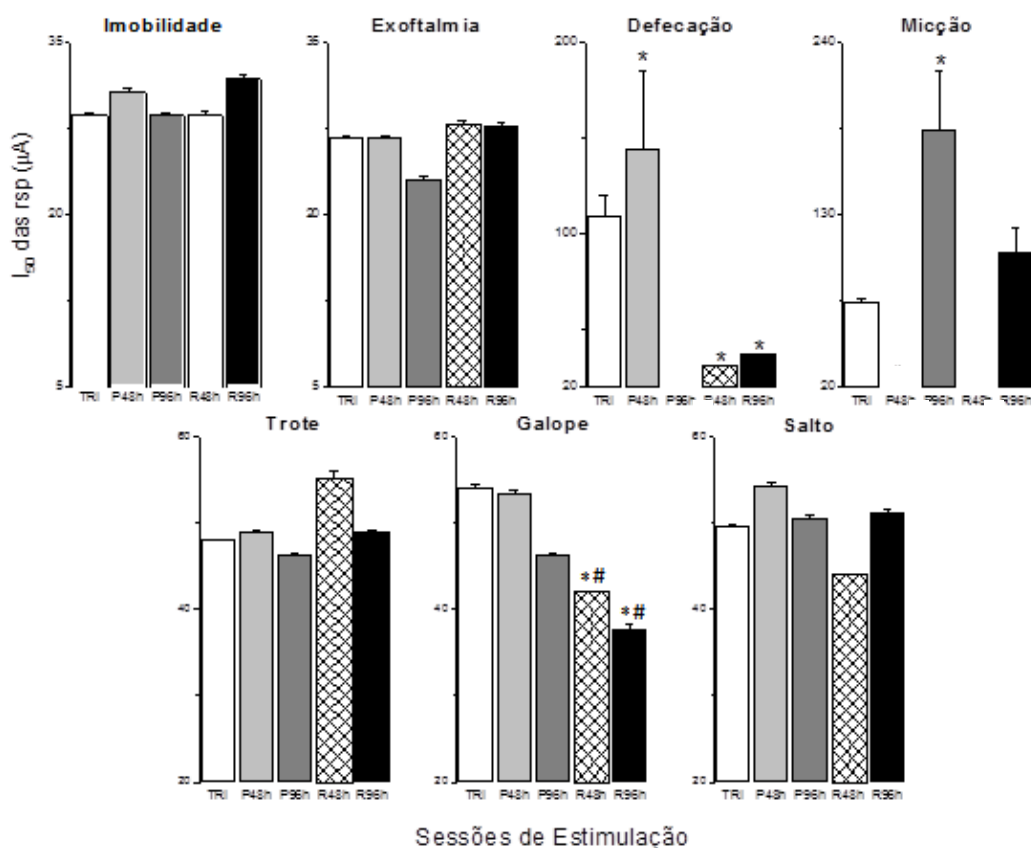 Imobilidade
Exoftalmia
Defecação
Micção
35
20
5
I50 das rsp (µA)
TRI P48h P96h R48h R96h
35
20
5
TRI P48h P96h R48h R96h
200
100
20
*
* *
TRI P48h P96h R48h R96h
240
130
20
*
TRI P48h P96h R48h R96h
Trote
Galope
Salto
60
40
20
TRI P48h P96h R48h R96h
60
40
20
*#
*#
TRI P48h P96h R48h R96h
60
40
20
TRI P48h P96h R48h R96h
Sessões de Estimulação